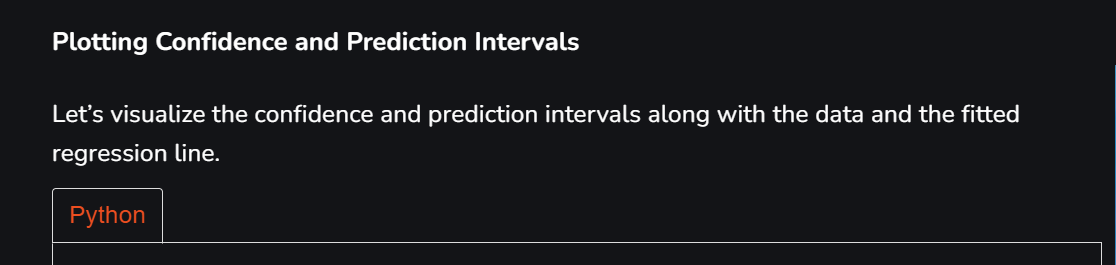 Plotting Confidence and Prediction Intervals
Let’s visualize the confidence and prediction intervals along with the data and the fitted
regression line.
Python